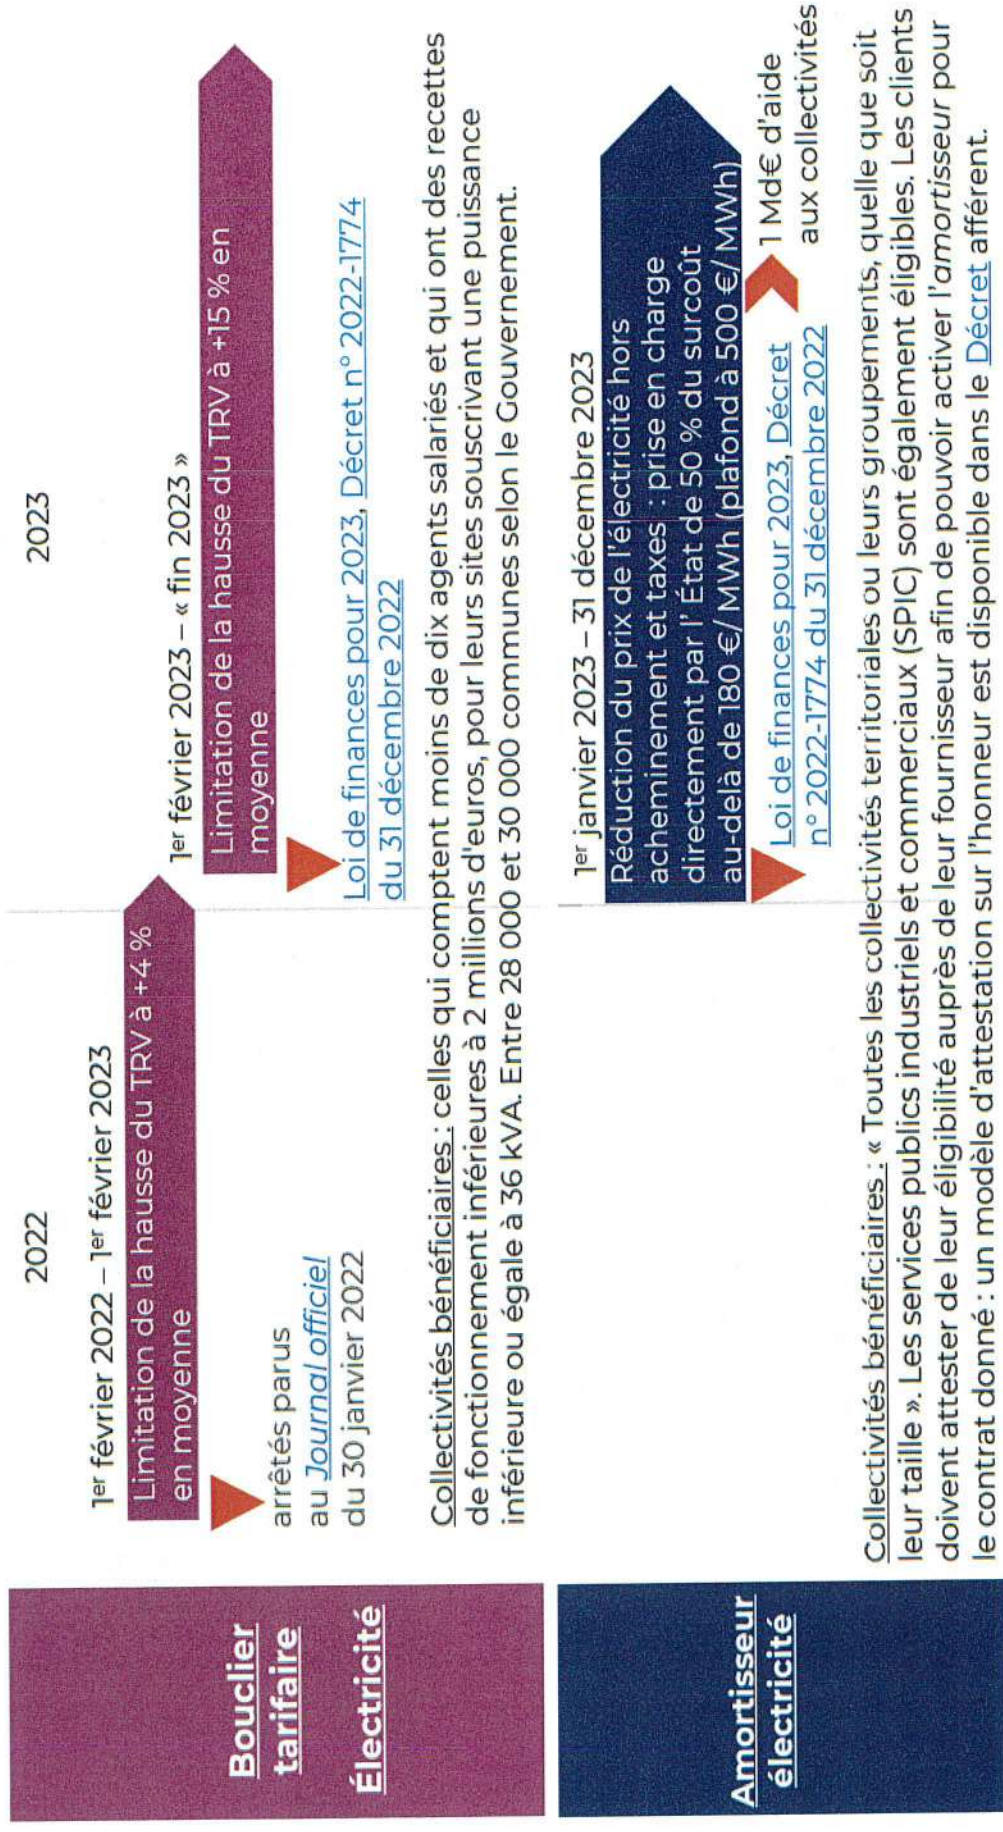 2022
2023
Bouclier
tarifaire
Électricité
1er février 2022 – 1er février 2023
Limitation de la hausse du TRV à +4 %
en moyenne
arrêtés parus
au Journal officiel
du 30 janvier 2022
1er février 2023 – « fin 2023 »
Limitation de la hausse du TRV à +15 % en
moyenne
Loi de finances pour 2023, Décret n° 2022-1774
du 31 décembre 2022
Collectivités bénéficiaires : celles qui comptent moins de dix agents salariés et qui ont des recettes
de fonctionnement inférieures à 2 millions d'euros, pour leurs sites souscrivant une puissance
inférieure ou égale à 36 kVA. Entre 28 000 et 30 000 communes selon le Gouvernement.
Amortisseur
électricité
1er janvier 2023 – 31 décembre 2023
Réduction du prix de l'électricité hors
acheminement et taxes : prise en charge
directement par l'État de 50 % du surcoût
au-delà de 180 €/ MWh (plafond à 500 €/ MWh)
Loi de finances pour 2023, Décret
n° 2022-1774 du 31 décembre 2022
1 Md€ d'aide
aux collectivités
Collectivités bénéficiaires : « Toutes les collectivités territoriales ou leurs groupements, quelle que soit
leur taille ». Les services publics industriels et commerciaux (SPIC) sont également éligibles. Les clients
doivent attester de leur éligibilité auprès de leur fournisseur afin de pouvoir activer l'amortisseur pour
le contrat donné : un modèle d'attestation sur l'honneur est disponible dans le Décret afférent.